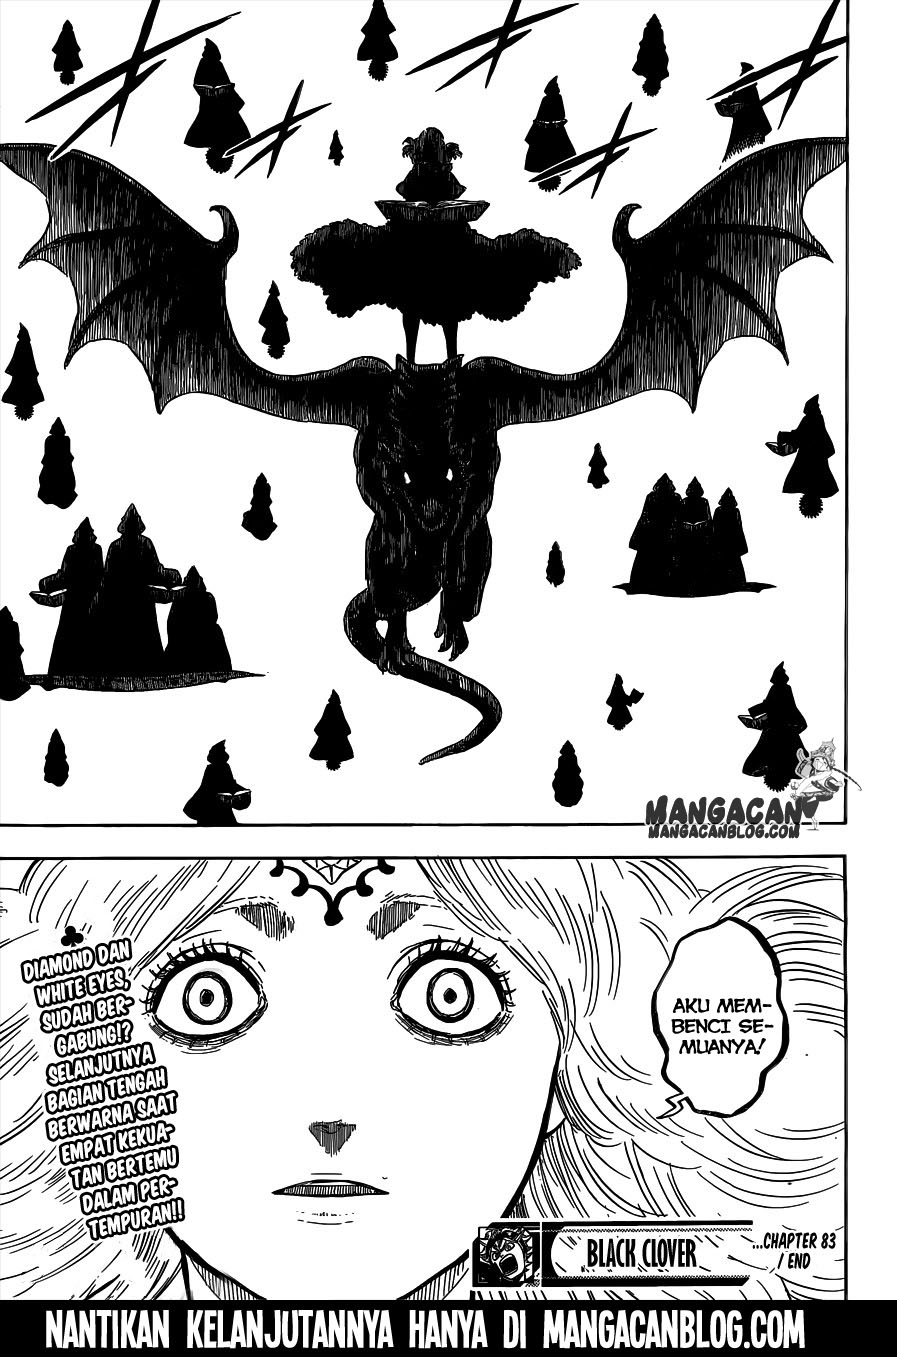 MANGACAN
MANGACANBLOG.COM
AKU MEM-
BENCI SE-
MUANYA!
DIAMOND DAN
WHITE EYES,
SUDAH BER-
GABUNG!?
SELANJUTNYA
BAGIAN TENGAH
BERWARNA SAAT
EMPAT KEKUA-
TAN BERTEMU
DALAM PER-
TEMPURAN!!
BLACK CLOVER
...CHAPTER 83
/ END
NANTIKAN KELANJUTANNYA HANYA DI MANGACANBLOG.COM